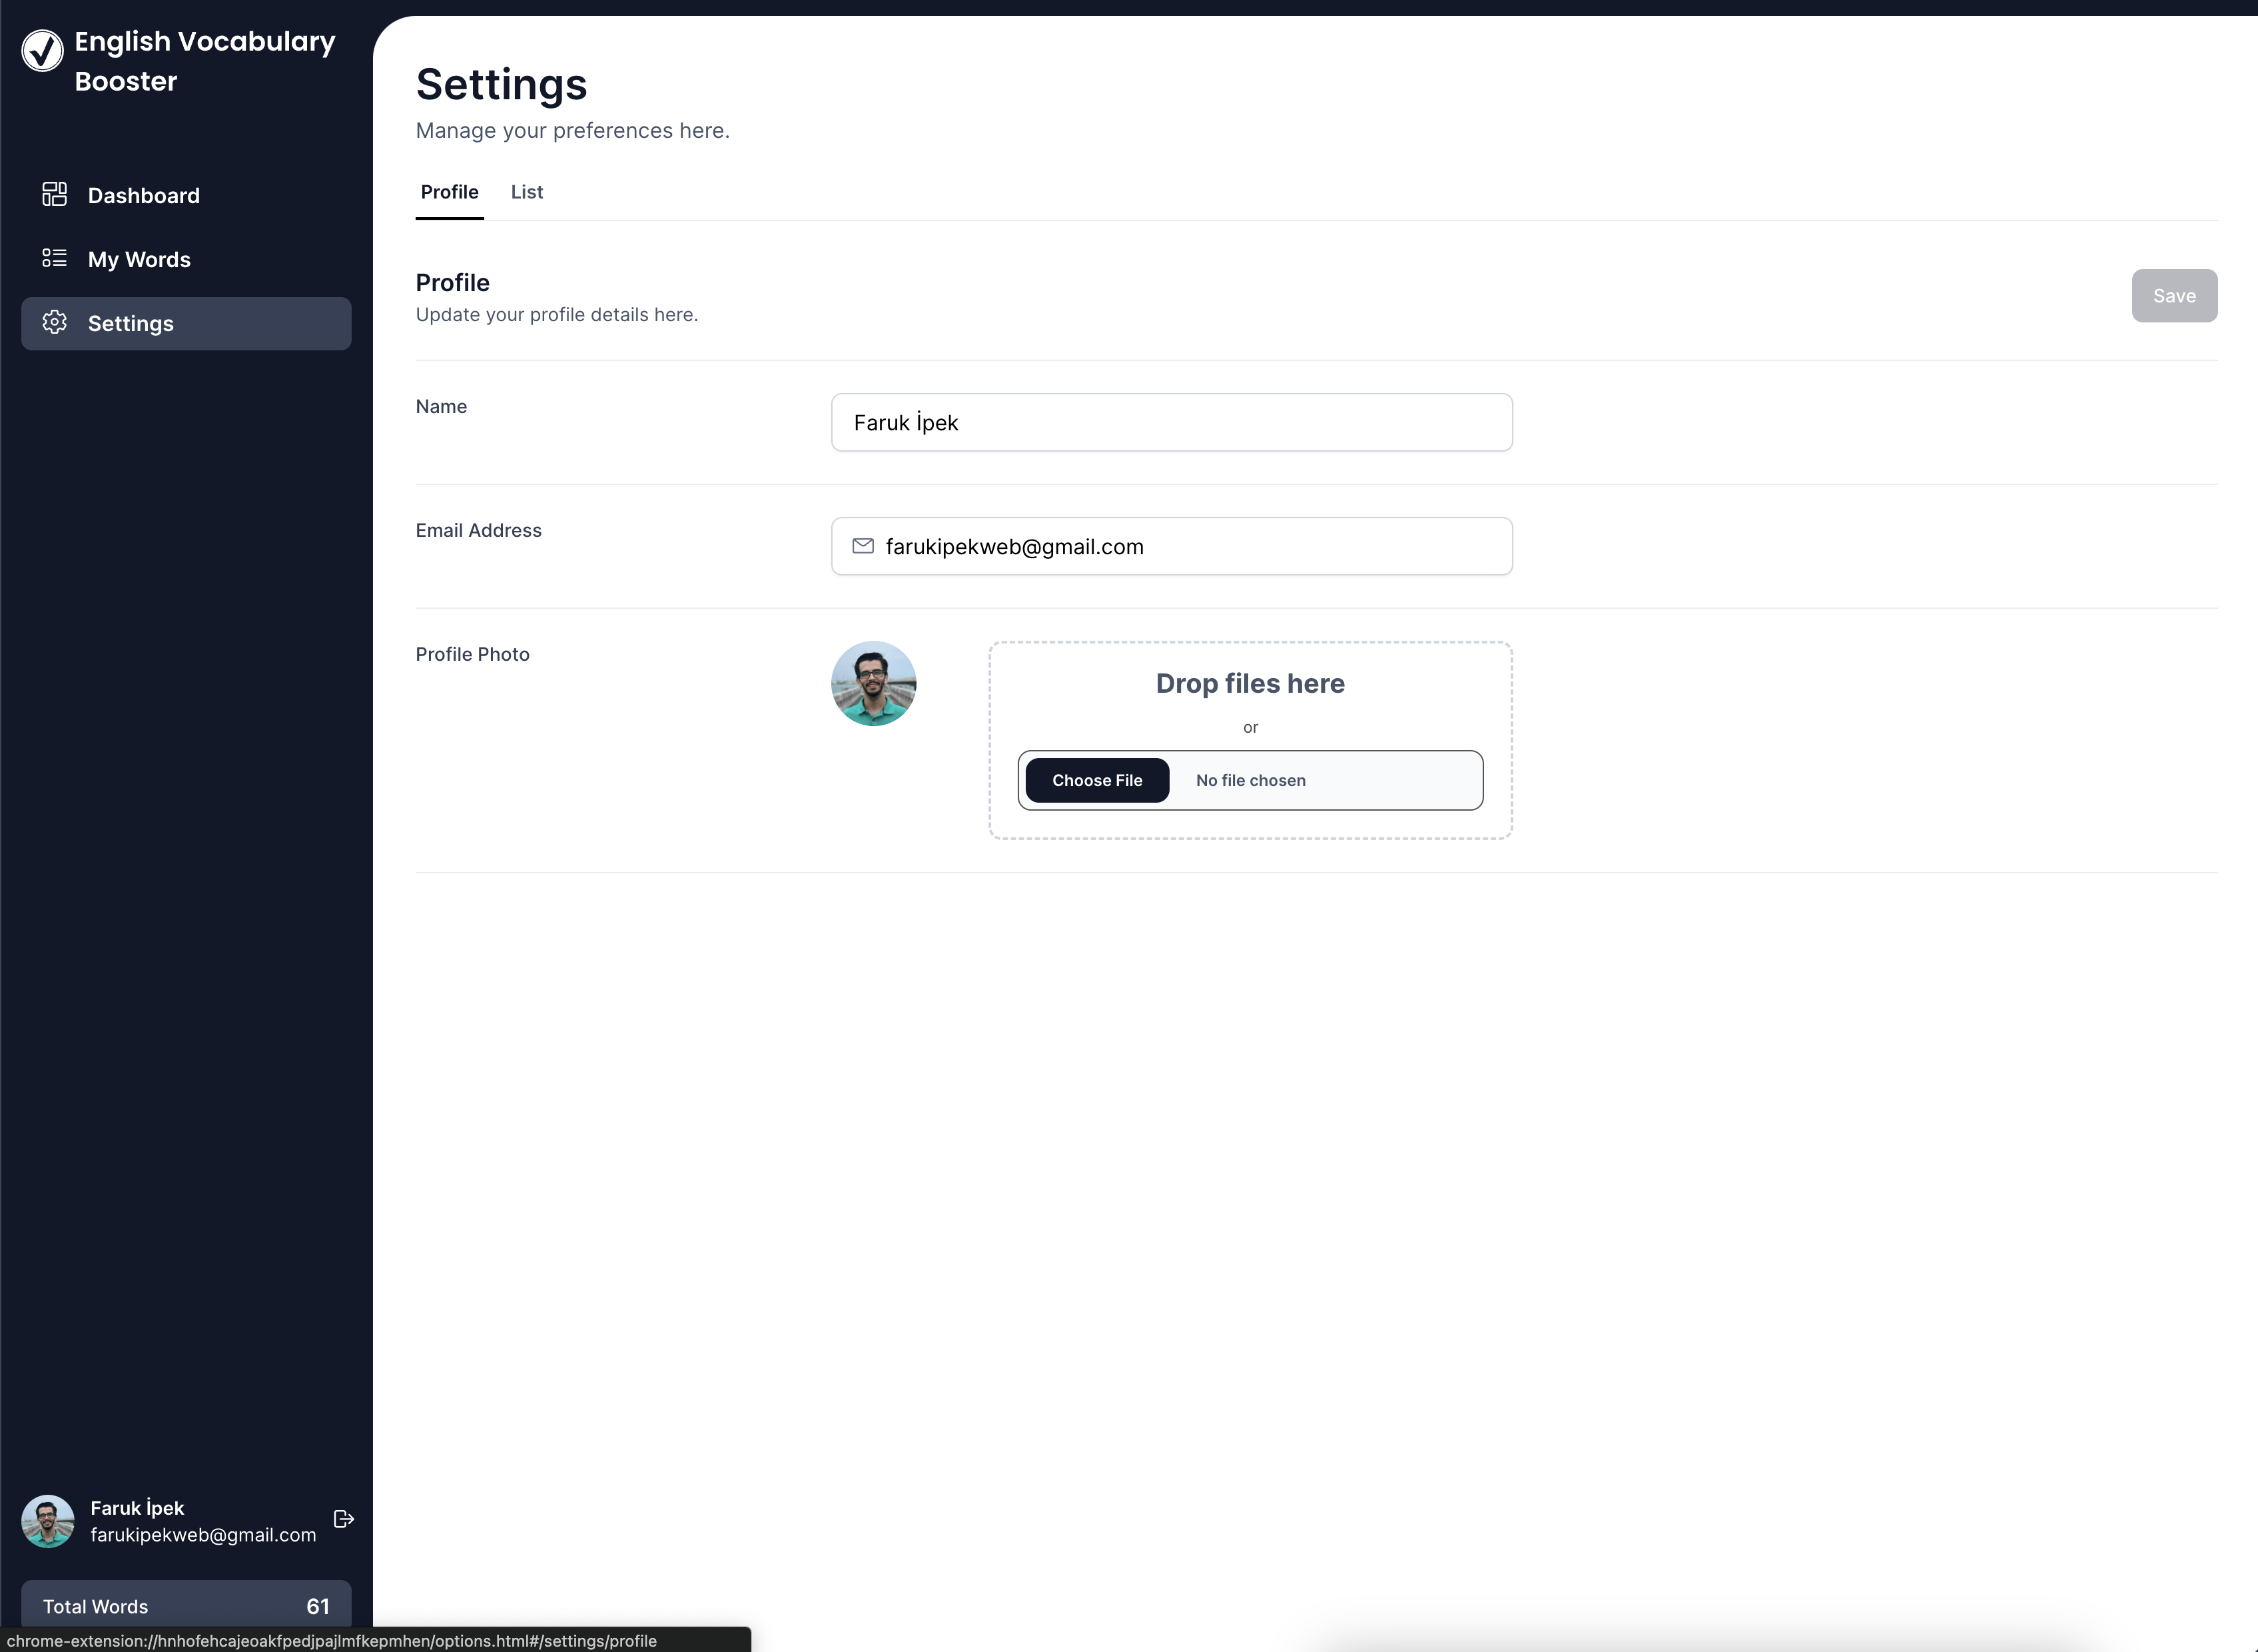 English Vocabulary
Booster
Dashboard
My Words
Settings
Settings
Manage your preferences here.
Profile List
Profile
Update your profile details here.
Save
Name
Faruk İpek
Email Address
farukipekweb@gmail.com
Profile Photo
Drop files here
or
Choose File No file chosen
Faruk İpek
farukipekweb@gmail.com
Total Words 61
chrome-extension://hnhofehcajeoakfpedjpajlmfkepmhen/options.html#/settings/profile